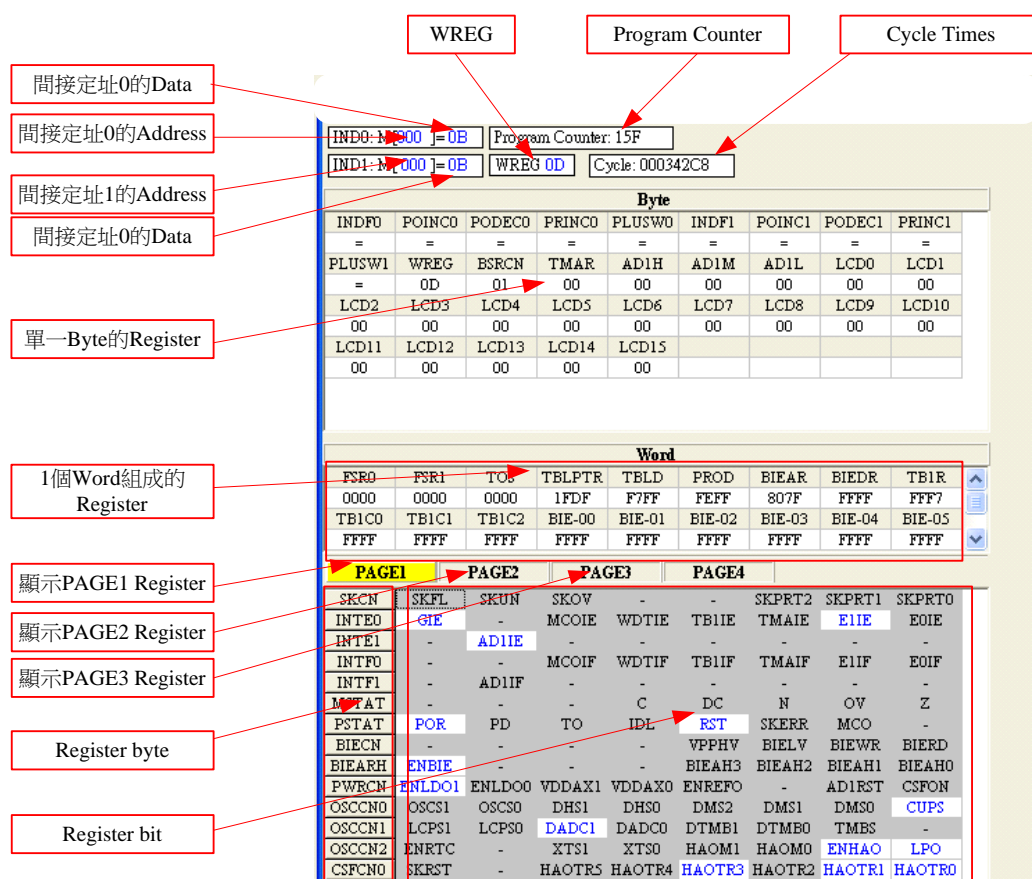 WREG
Program Counter
Cycle Times
間接定址0的Data
間接定址0的Address
間接定址1的Address
間接定址0的Data
單一Byte的Register
1個Word組成的
Register
顯示PAGE1 Register
顯示PAGE2 Register
顯示PAGE3 Register
Register byte
Register bit
IND0: M[000 ]= 0B Program Counter: 15F
IND1: M[000 ]= 0B WREG 0D Cycle: 000342C8
Byte
INDF0 POINC0 PODEC0 PRINC0 PLUSW0 INDF1 POINC1 PODEC1 PRINC1
= = = = = = = = =
PLUSW1 WREG BSRCN TMAR AD1H AD1M AD1L LCD0 LCD1
= 0D 01 00 00 00 00 00 00
LCD2 LCD3 LCD4 LCD5 LCD6 LCD7 LCD8 LCD9 LCD10
00 00 00 00 00 00 00 00 00
LCD11 LCD12 LCD13 LCD14 LCD15
00 00 00 00 00
Word
FSR0 FSR1 TOS TBLPTR TBLD PROD BIEAR BIEDR TB1R
0000 0000 0000 1FDF F7FF FEFF 807F FFFF FFF7
TB1C0 TB1C1 TB1C2 BIE-00 BIE-01 BIE-02 BIE-03 BIE-04 BIE-05
FFFF FFFF FFFF FFFF FFFF FFFF FFFF FFFF FFFF
PAGE1 PAGE2 PAGE3 PAGE4
SKCN SKFL SKUN SKOV - - SKPRT2 SKPRT1 SKPRT0
INTE0 GIE - MCOIE WDTIE TB1IE TMAIE E1IE E0IE
INTE1 - AD1IE - - - - - -
INTF0 - - MCOIF WDTIF TB1IF TMAIF E1IF E0IF
INTF1 - AD1IF - - - - - -
MSTAT - - - C DC N OV Z
PSTAT POR PD TO IDL RST SKERR MCO -
BIECN - - - - VPPHV BIELV BIEWR BIERD
BIEARH ENBIE - - - BIEAH3 BIEAH2 BIEAH1 BIEAH0
PWRCN ENLDO1 ENLDO0 VDDAX1 VDDAX0 ENREFO - AD1RST CSFON
OSCCN0 OSCS1 OSCS0 DHS1 DHS0 DMS2 DMS1 DMS0 CUPS
OSCCN1 LCPS1 LCPS0 DADC1 DADC0 DTMB1 DTMB0 TMBS -
OSCCN2 ENRTC - XTS1 XTS0 HAOM1 HAOM0 ENHAO LPO
CSFCN0 SKRST - HAOTR5 HAOTR4 HAOTR3 HAOTR2 HAOTR1 HAOTR0